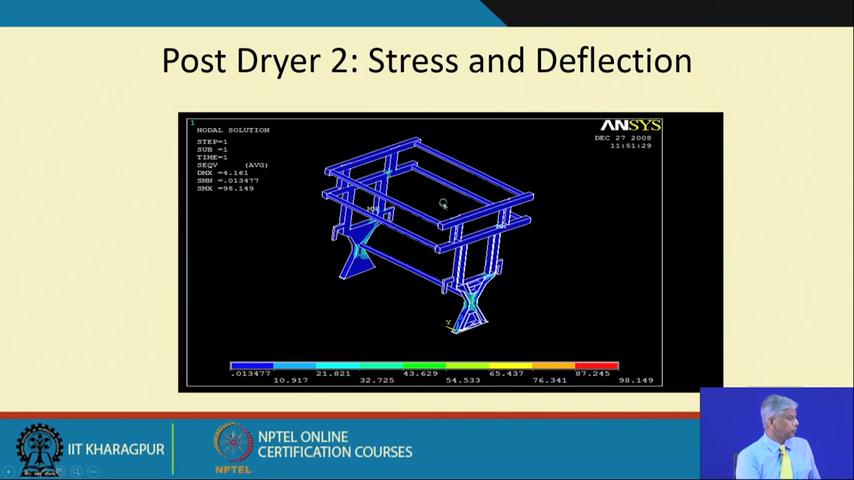 Post Dryer 2: Stress and Deflection
1
NODAL SOLUTION
STEP=1
SUB =1
TIME=1
SEQV (AVG)
DMX =4.161
SMN =.013477
SMX =98.149
ANSYS
DEC 27 2008
11:51:29
MX
Y
.013477 21.821 43.629 65.437 87.245
10.917 32.725 54.533 76.341 98.149
IIT KHARAGPUR
NPTEL
NPTEL ONLINE
CERTIFICATION COURSES